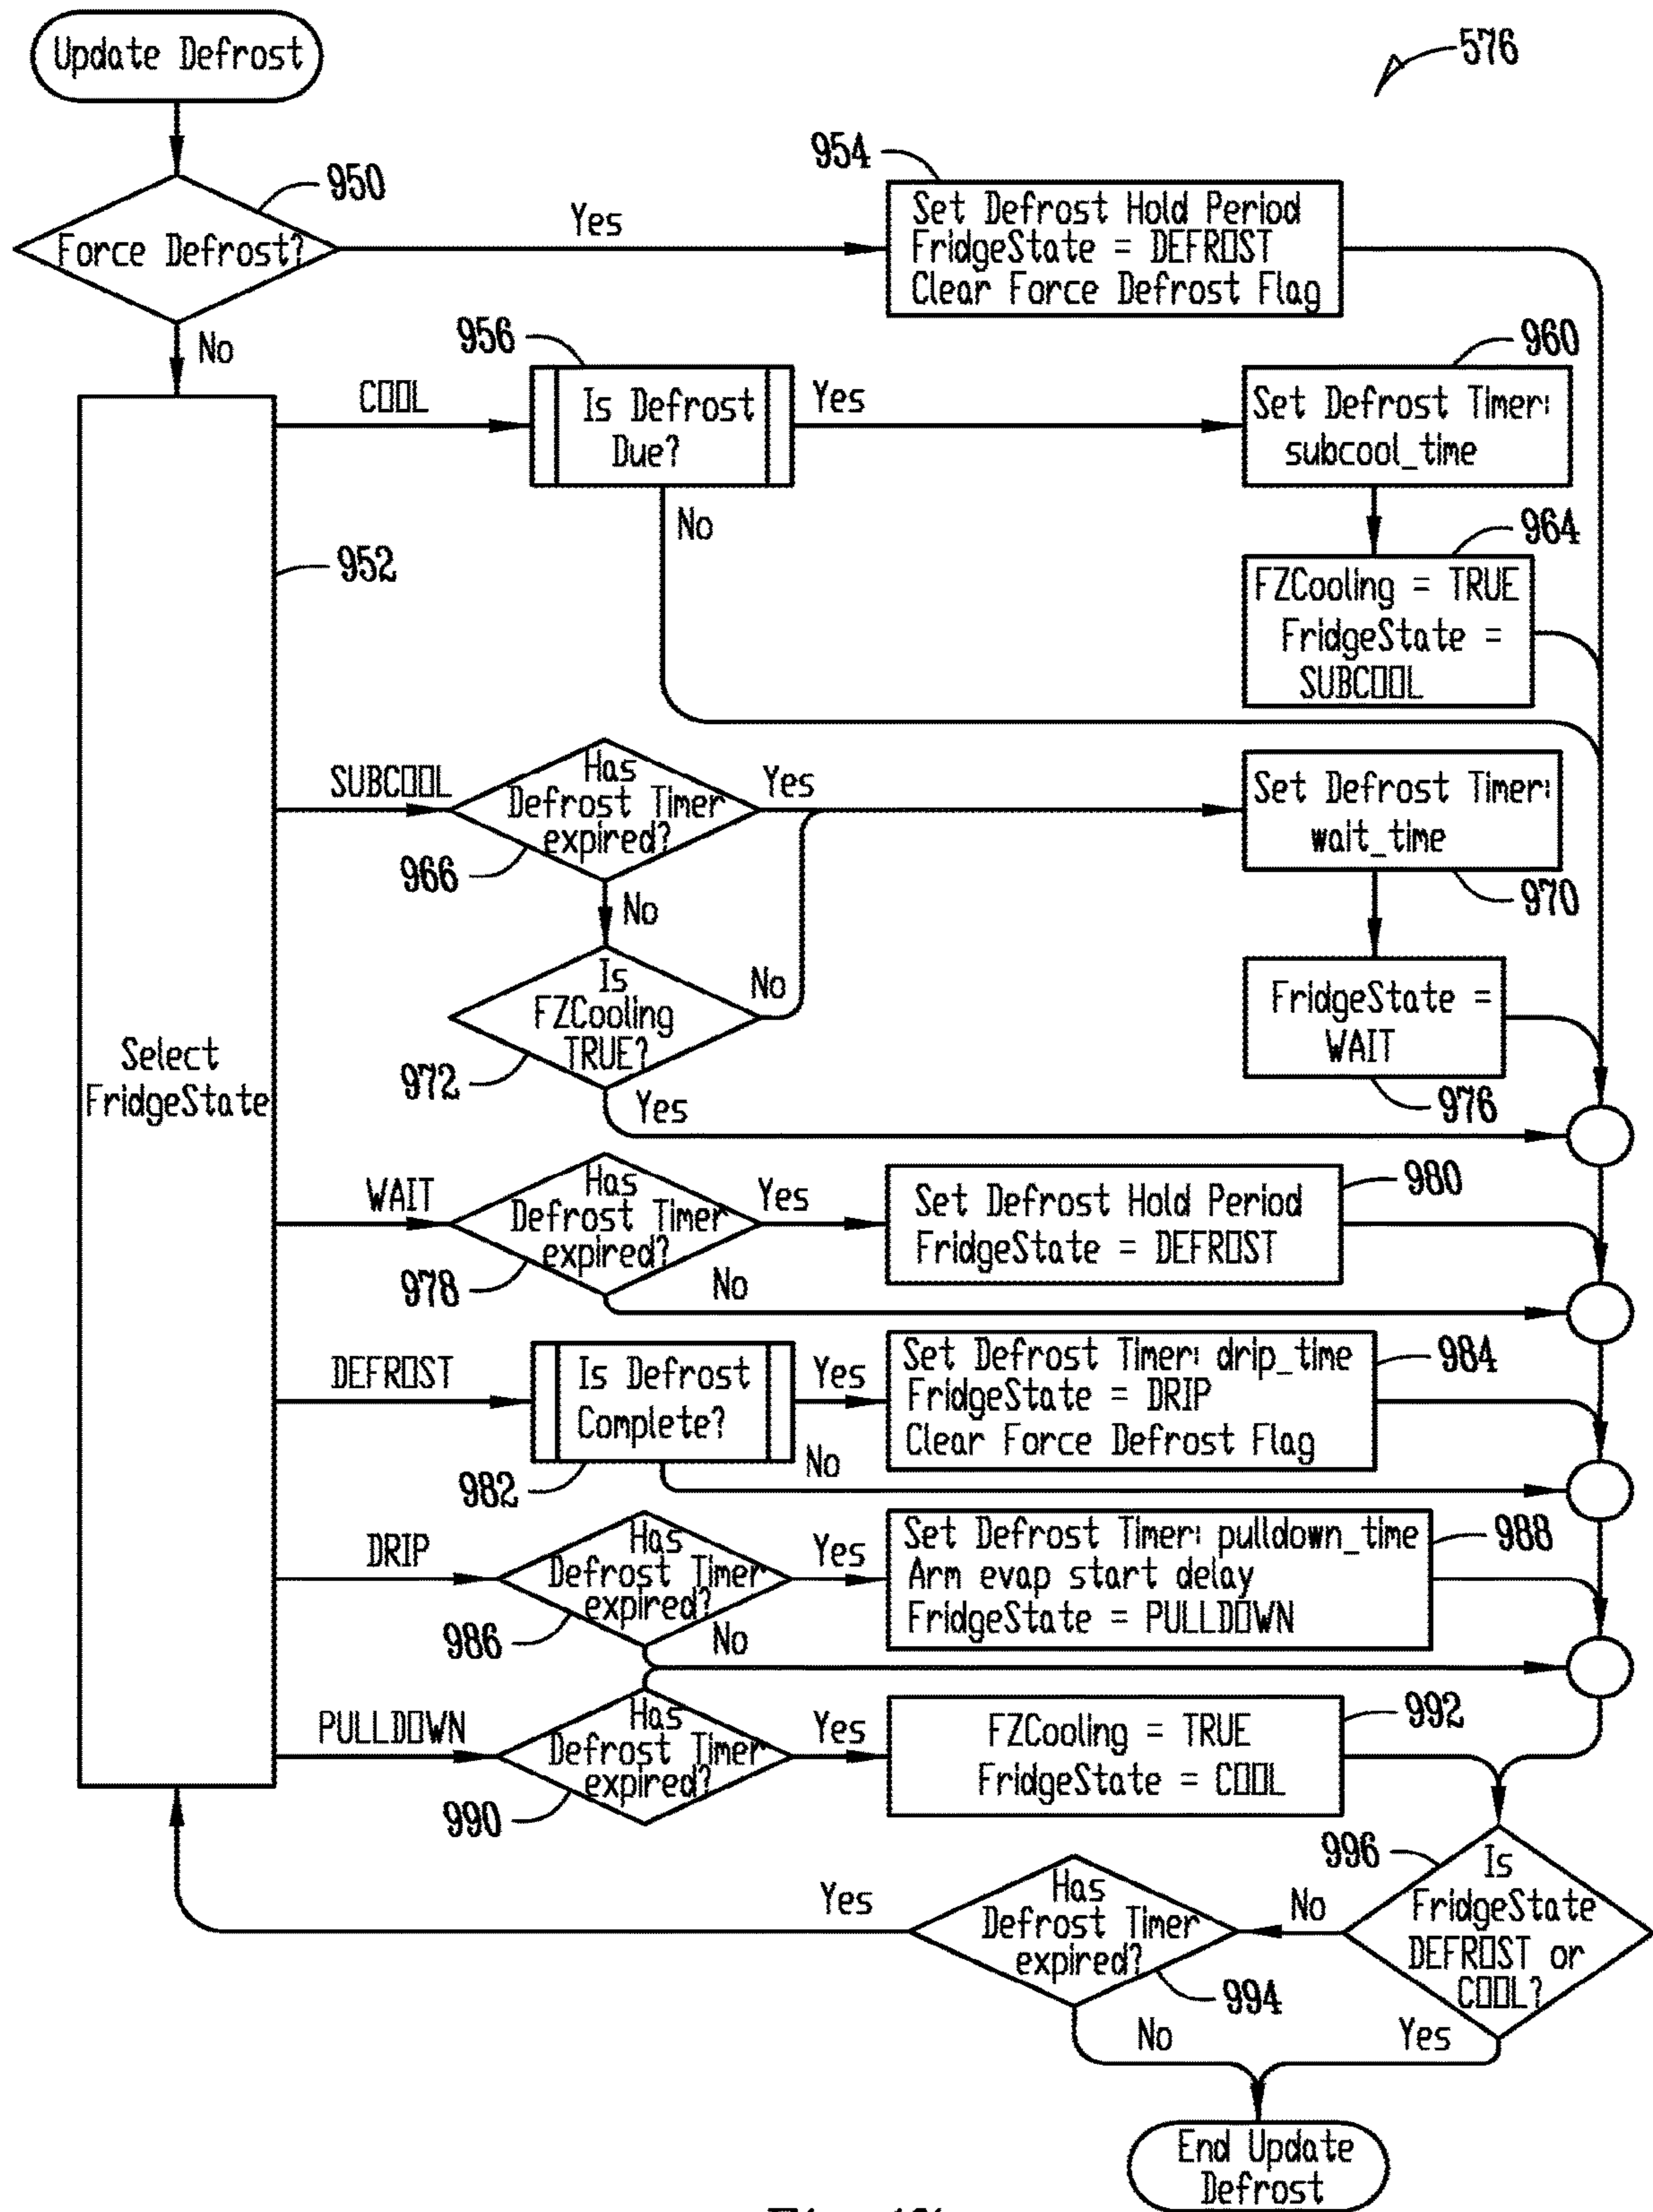 Update Defrost
576
954
950
Yes
Set Defrost Hold Period
FridgeState = DEFROST
Clear Force Defrost Flag
Force Defrost?
No
956
960
COOL
Is Defrost
Due?
Yes
Set Defrost Timer:
subcool_time
No
964
952
FZCooling = TRUE
FridgeState =
SUBCOOL
SUBCOOL
Has
Defrost Timer
expired?
Yes
Set Defrost Timer:
wait_time
966
970
No
Is
FZCooling
TRUE?
No
FridgeState =
WAIT
Select
FridgeState
972
976
Yes
WAIT
Has
Defrost Timer
expired?
Yes
Set Defrost Hold Period
FridgeState = DEFROST
980
978
No
DEFROST
Is Defrost
Complete?
Yes
Set Defrost Timer: drip_time
FridgeState = DRIP
Clear Force Defrost Flag
984
982
No
DRIP
Has
Defrost Timer
expired?
Yes
Set Defrost Timer: pulldown_time
Arm evap start delay
FridgeState = PULLDOWN
988
986
No
PULLDOWN
Has
Defrost Timer
expired?
Yes
FZCooling = TRUE
FridgeState = COOL
992
990
996
Is
FridgeState
DEFROST or
COOL?
No
Has
Defrost Timer
expired?
Yes
994
No
Yes
End Update
Defrost